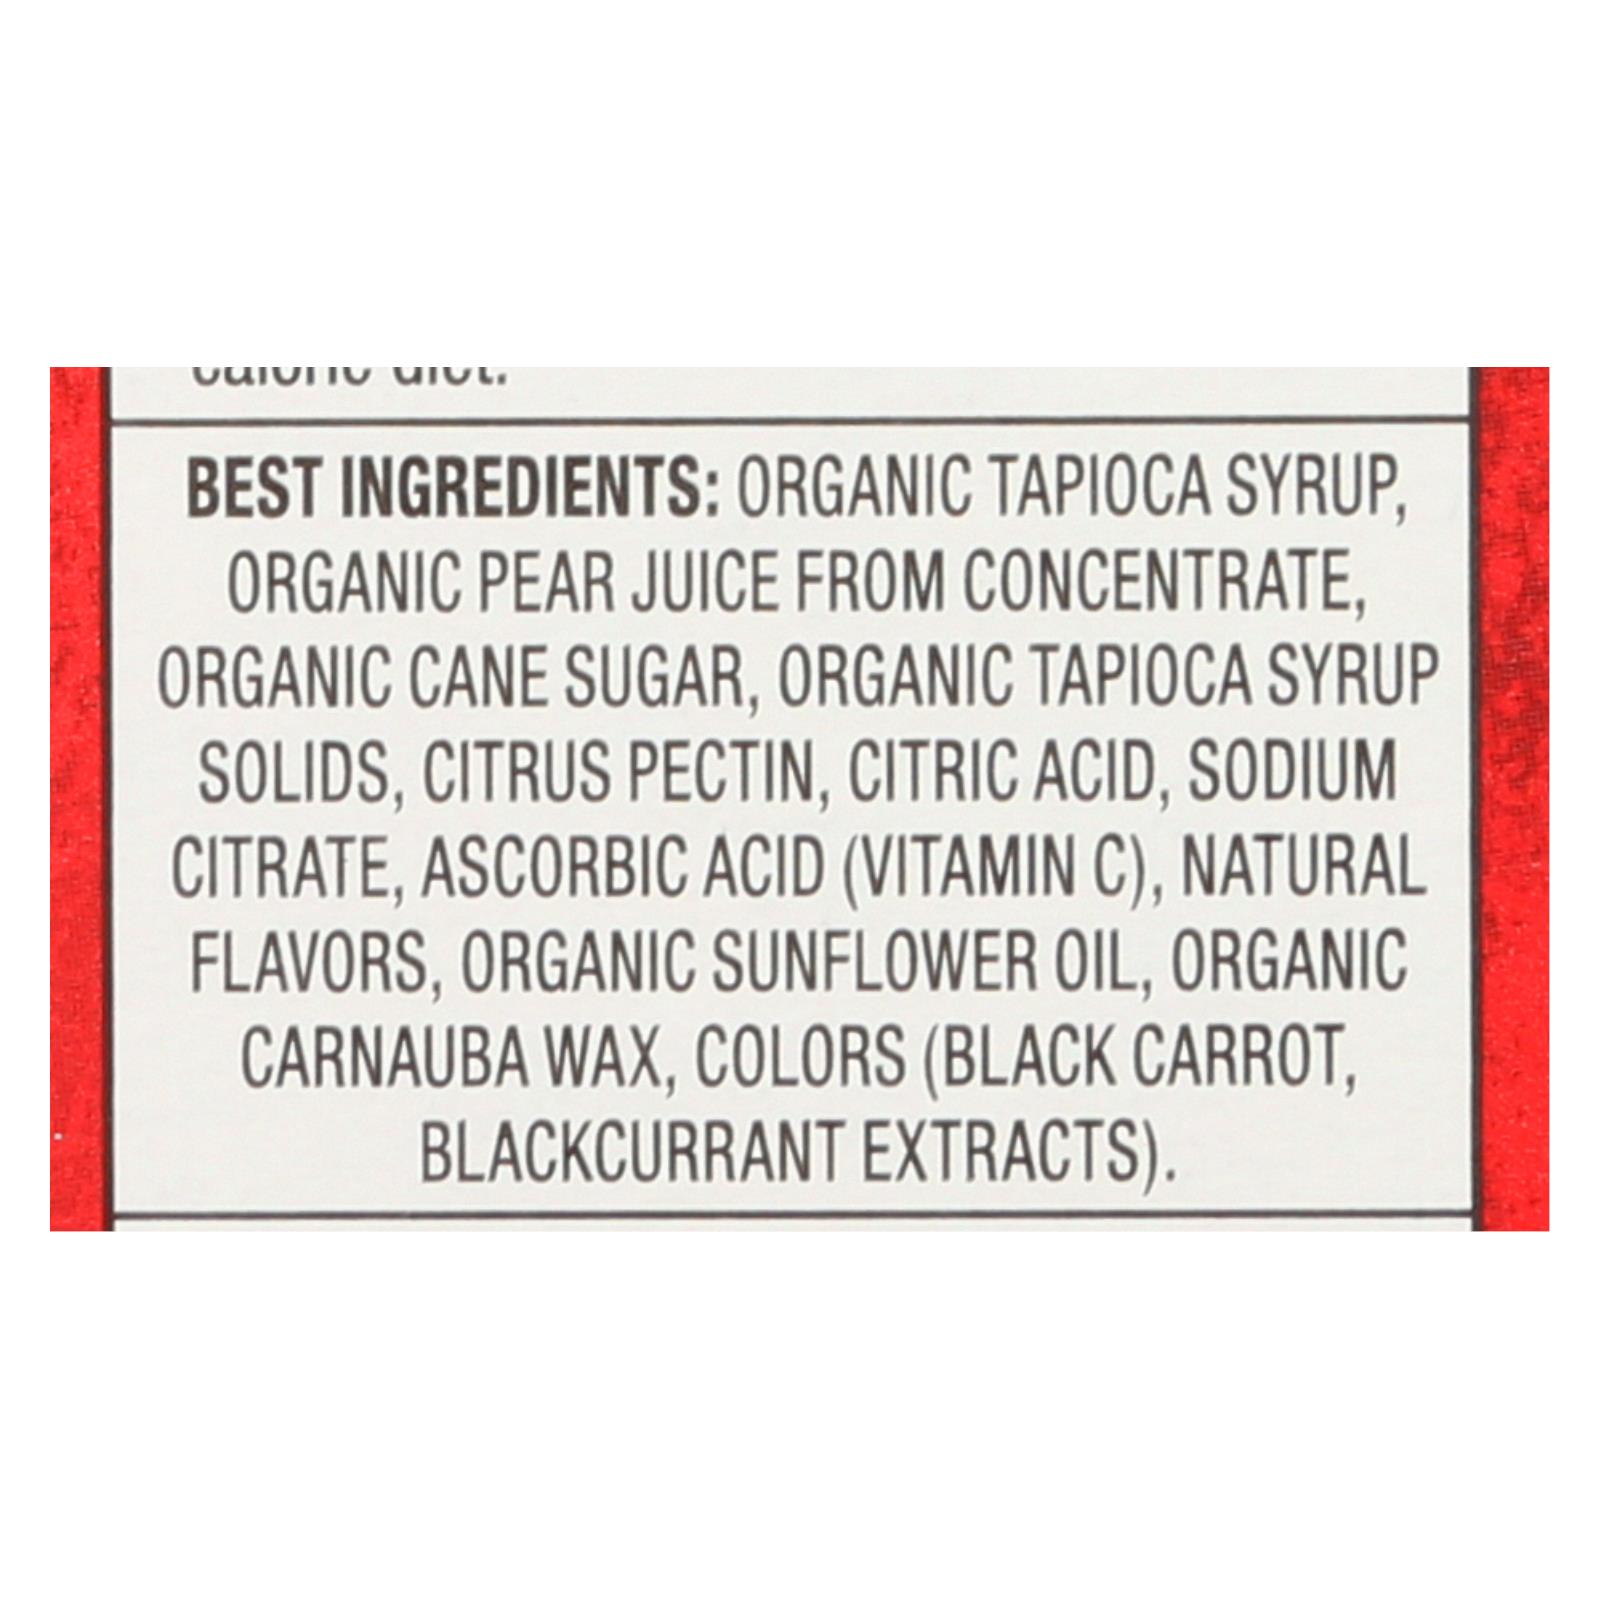 caloric diet.
BEST INGREDIENTS: ORGANIC TAPIOCA SYRUP,
ORGANIC PEAR JUICE FROM CONCENTRATE,
ORGANIC CANE SUGAR, ORGANIC TAPIOCA SYRUP
SOLIDS, CITRUS PECTIN, CITRIC ACID, SODIUM
CITRATE, ASCORBIC ACID (VITAMIN C), NATURAL
FLAVORS, ORGANIC SUNFLOWER OIL, ORGANIC
CARNAUBA WAX, COLORS (BLACK CARROT,
BLACKCURRANT EXTRACTS).